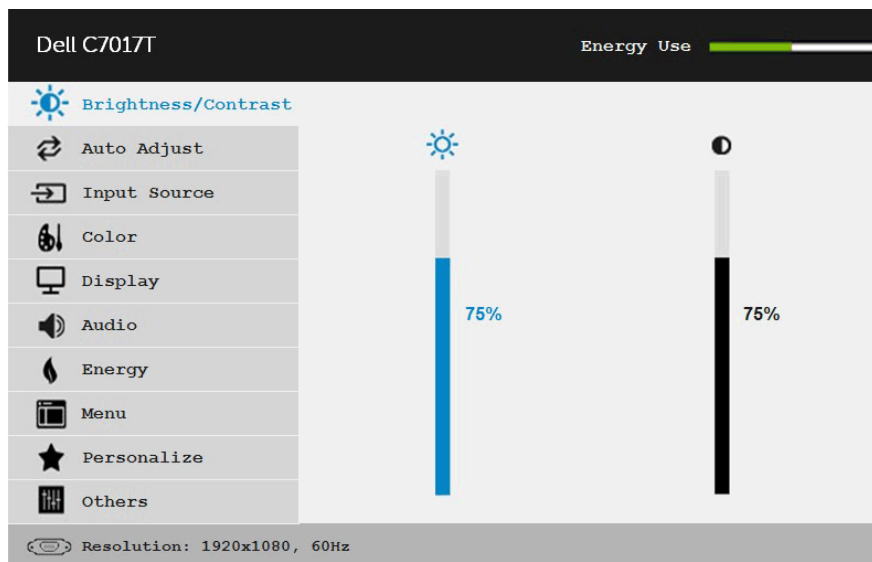 Dell C7017T
Energy Use
Brightness/Contrast
Auto Adjust
Input Source
Color
Display
Audio
Energy
Menu
Personalize
Others
75%
75%
Resolution: 1920x1080, 60Hz